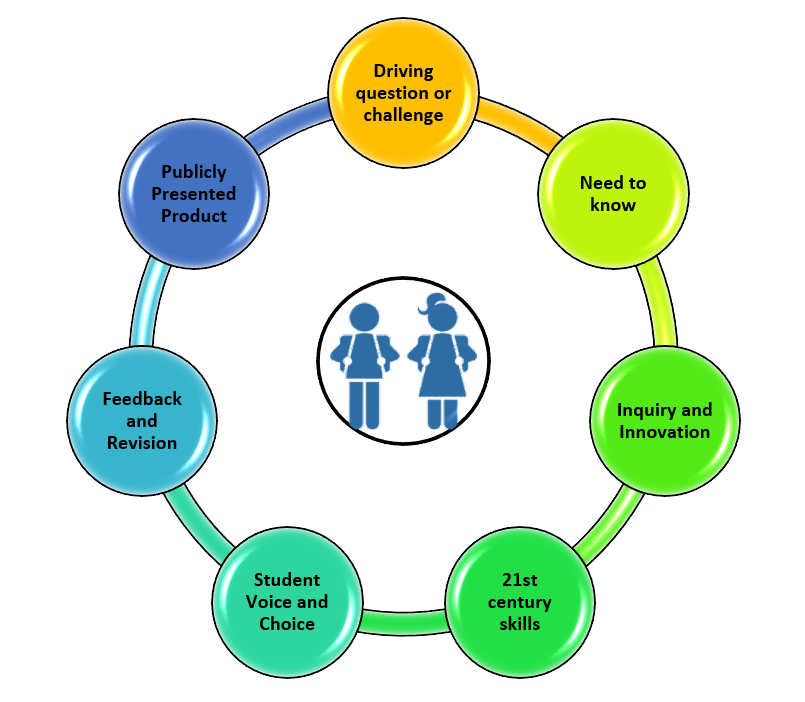 Driving
question or
challenge
Need to
know
Inquiry and
Innovation
21st
century
skills
Student
Voice and
Choice
Feedback
and
Revision
Publicly
Presented
Product